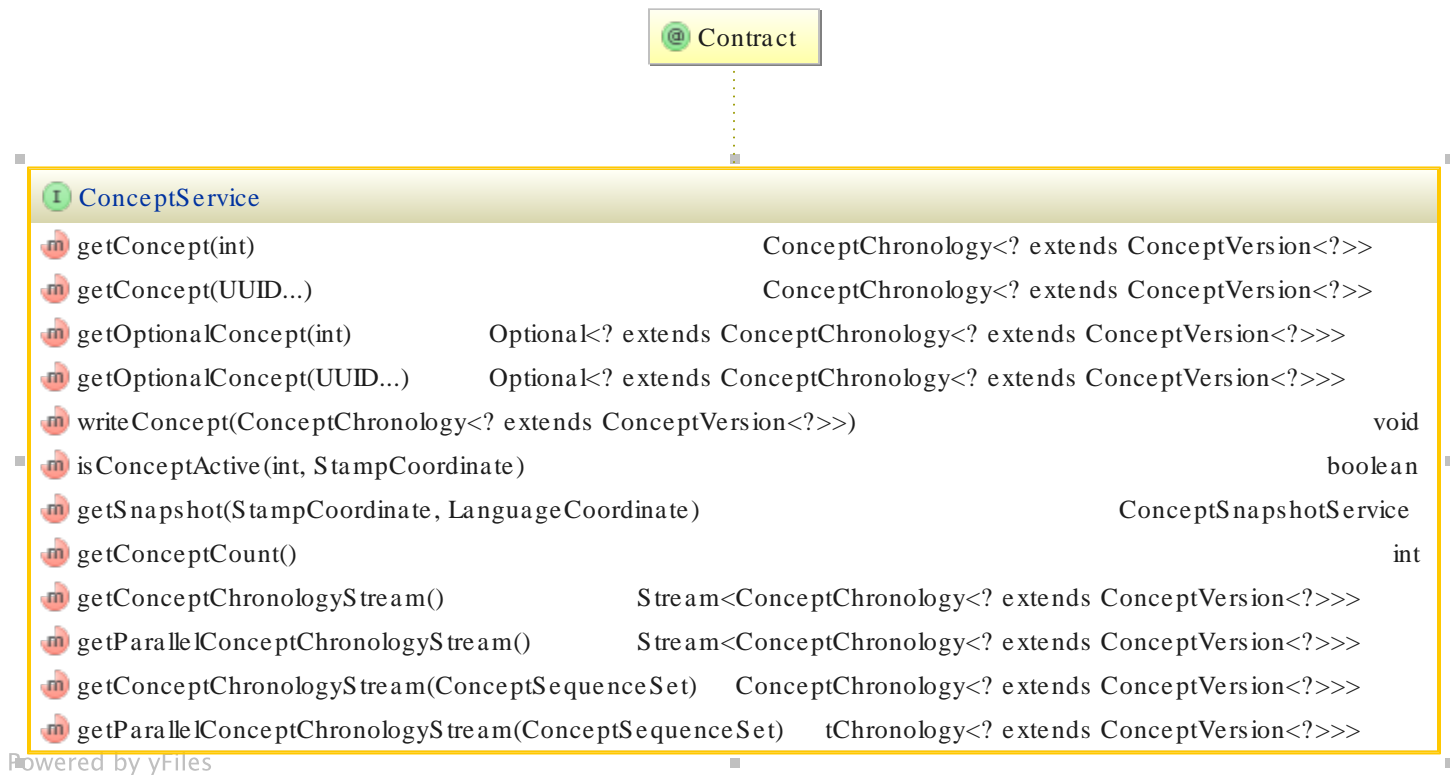 @ Contract
I ConceptService
m getConcept(int) ConceptChronology<? extends ConceptVersion<?>>
m getConcept(UUID...) ConceptChronology<? extends ConceptVersion<?>>
m getOptionalConcept(int) Optional<? extends ConceptChronology<? extends ConceptVersion<?>>>
m getOptionalConcept(UUID...) Optional<? extends ConceptChronology<? extends ConceptVersion<?>>>
m writeConcept(ConceptChronology<? extends ConceptVersion<?>>) void
m isConceptActive(int, StampCoordinate) boolean
m getSnapshot(StampCoordinate, LanguageCoordinate) ConceptSnapshotService
m getConceptCount() int
m getConceptChronologyStream() Stream<ConceptChronology<? extends ConceptVersion<?>>>
m getParallelConceptChronologyStream() Stream<ConceptChronology<? extends ConceptVersion<?>>>
m getConceptChronologyStream(ConceptSequenceSet) ConceptChronology<? extends ConceptVersion<?>>>
m getParallelConceptChronologyStream(ConceptSequenceSet) tChronology<? extends ConceptVersion<?>>>
Powered by yFiles